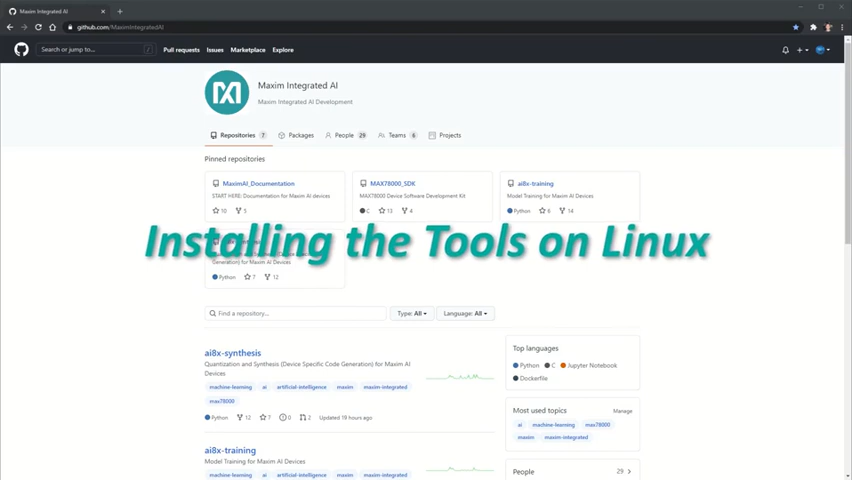 Maxim Integrated AI
github.com/MaximIntegratedAI
Search or jump to...
/
Pull requests
Issues
Marketplace
Explore
Maxim Integrated AI
Maxim Integrated AI Development
Repositories 7
Packages
People 29
Teams 6
Projects
Pinned repositories
MaximAI_Documentation
START HERE: Documentation for Maxim AI devices
10 5
MAX78000_SDK
MAX78000 Device Software Development Kit
C 13 4
ai8x-training
Model Training for Maxim AI Devices
Python 6 14
Installing the Tools on Linux
Generation) for Maxim AI Devices
Python 7 12
Find a repository...
Type: All
Language: All
ai8x-synthesis
Quantization and Synthesis (Device Specific Code Generation) for Maxim AI
Devices
machine-learning ai artificial-intelligence maxim maxim-integrated
max78000
Python 12 7 0 2 Updated 19 hours ago
ai8x-training
Model Training for Maxim AI Devices
machine-learning ai artificial-intelligence maxim maxim-integrated
Top languages
Python C Jupyter Notebook
Dockerfile
Most used topics
Manage
ai machine-learning max78000
maxim maxim-integrated
People
29 >